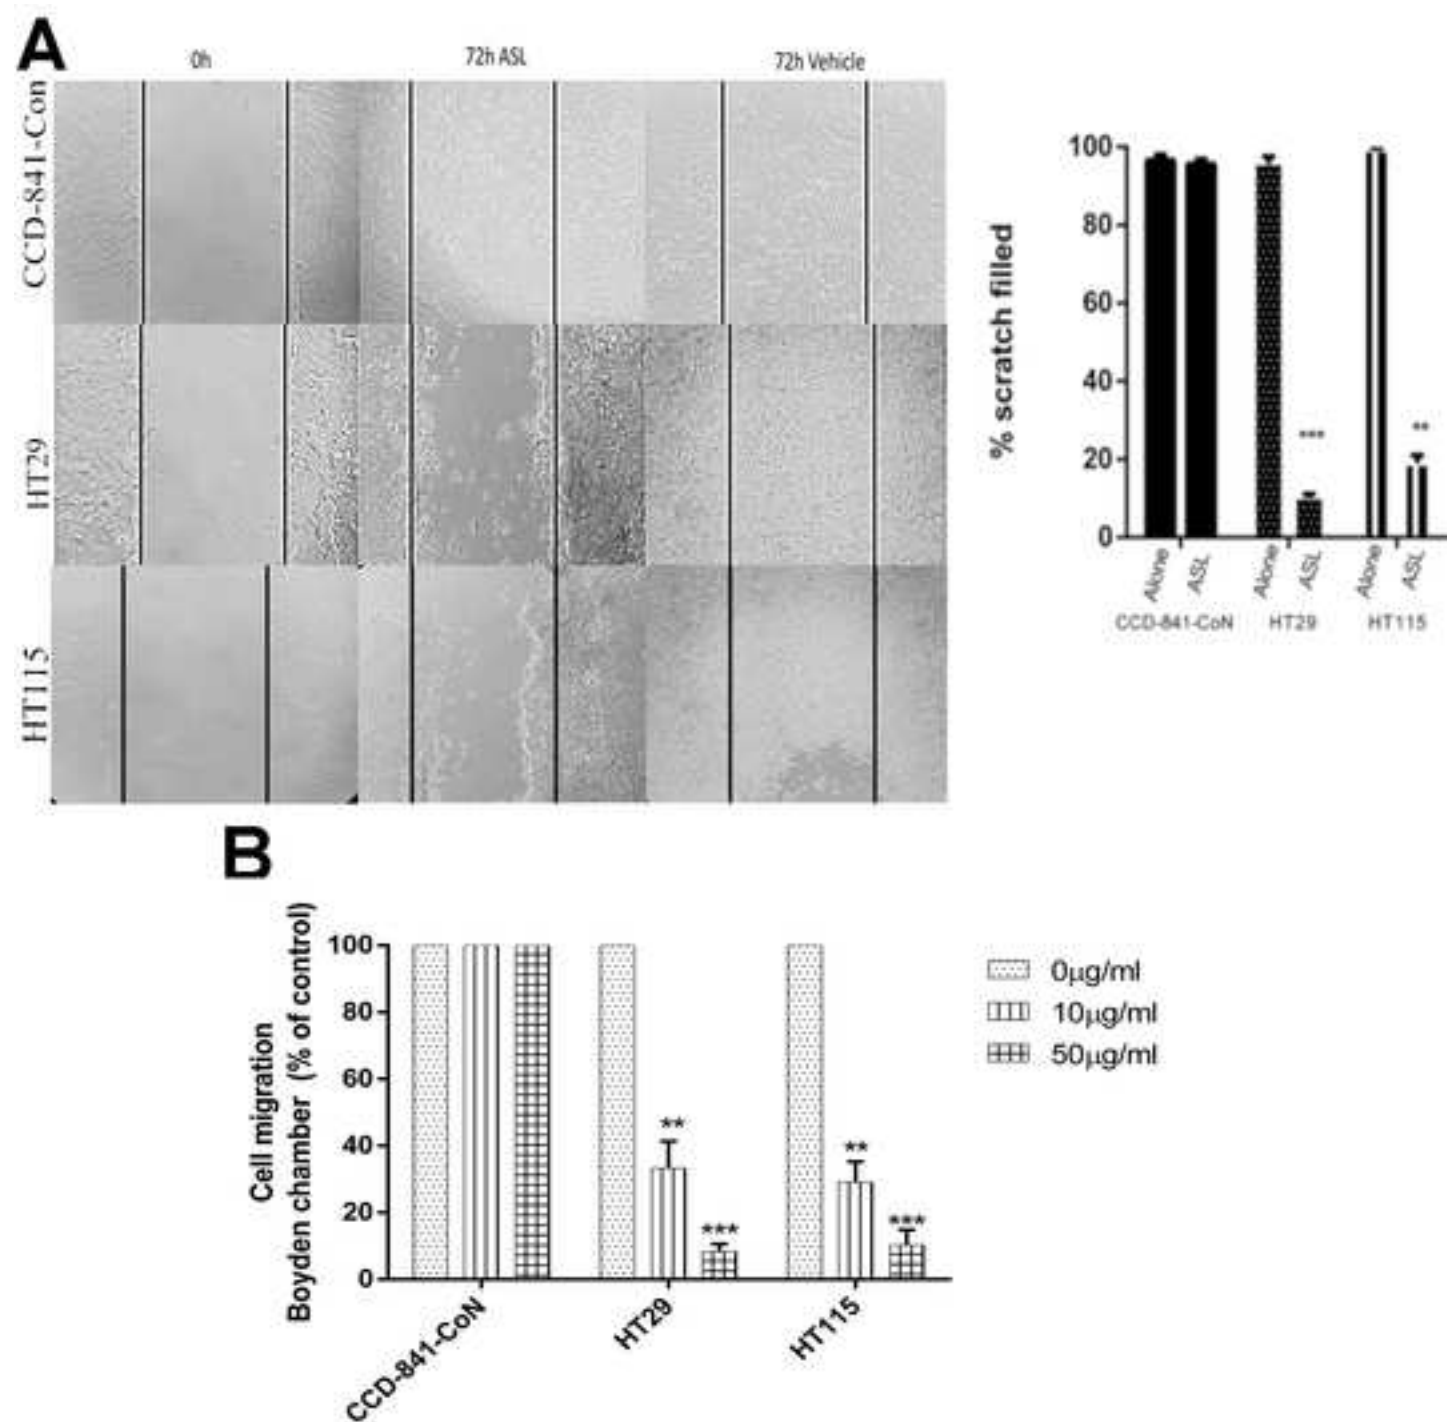 A
0h
72h ASL
72h Vehicle
CCD-841-Con
HT29
HT115
% scratch filled
100
80
60
40
20
0
***
**
Alone
ASL
Alone
ASL
Alone
ASL
CCD-841-CoN
HT29
HT115
B
Cell migration
Boyden chamber (% of control)
100
80
60
40
20
0
**
***
**
***
CCD-841-CoN
HT29
HT115
0µg/ml
10µg/ml
50µg/ml